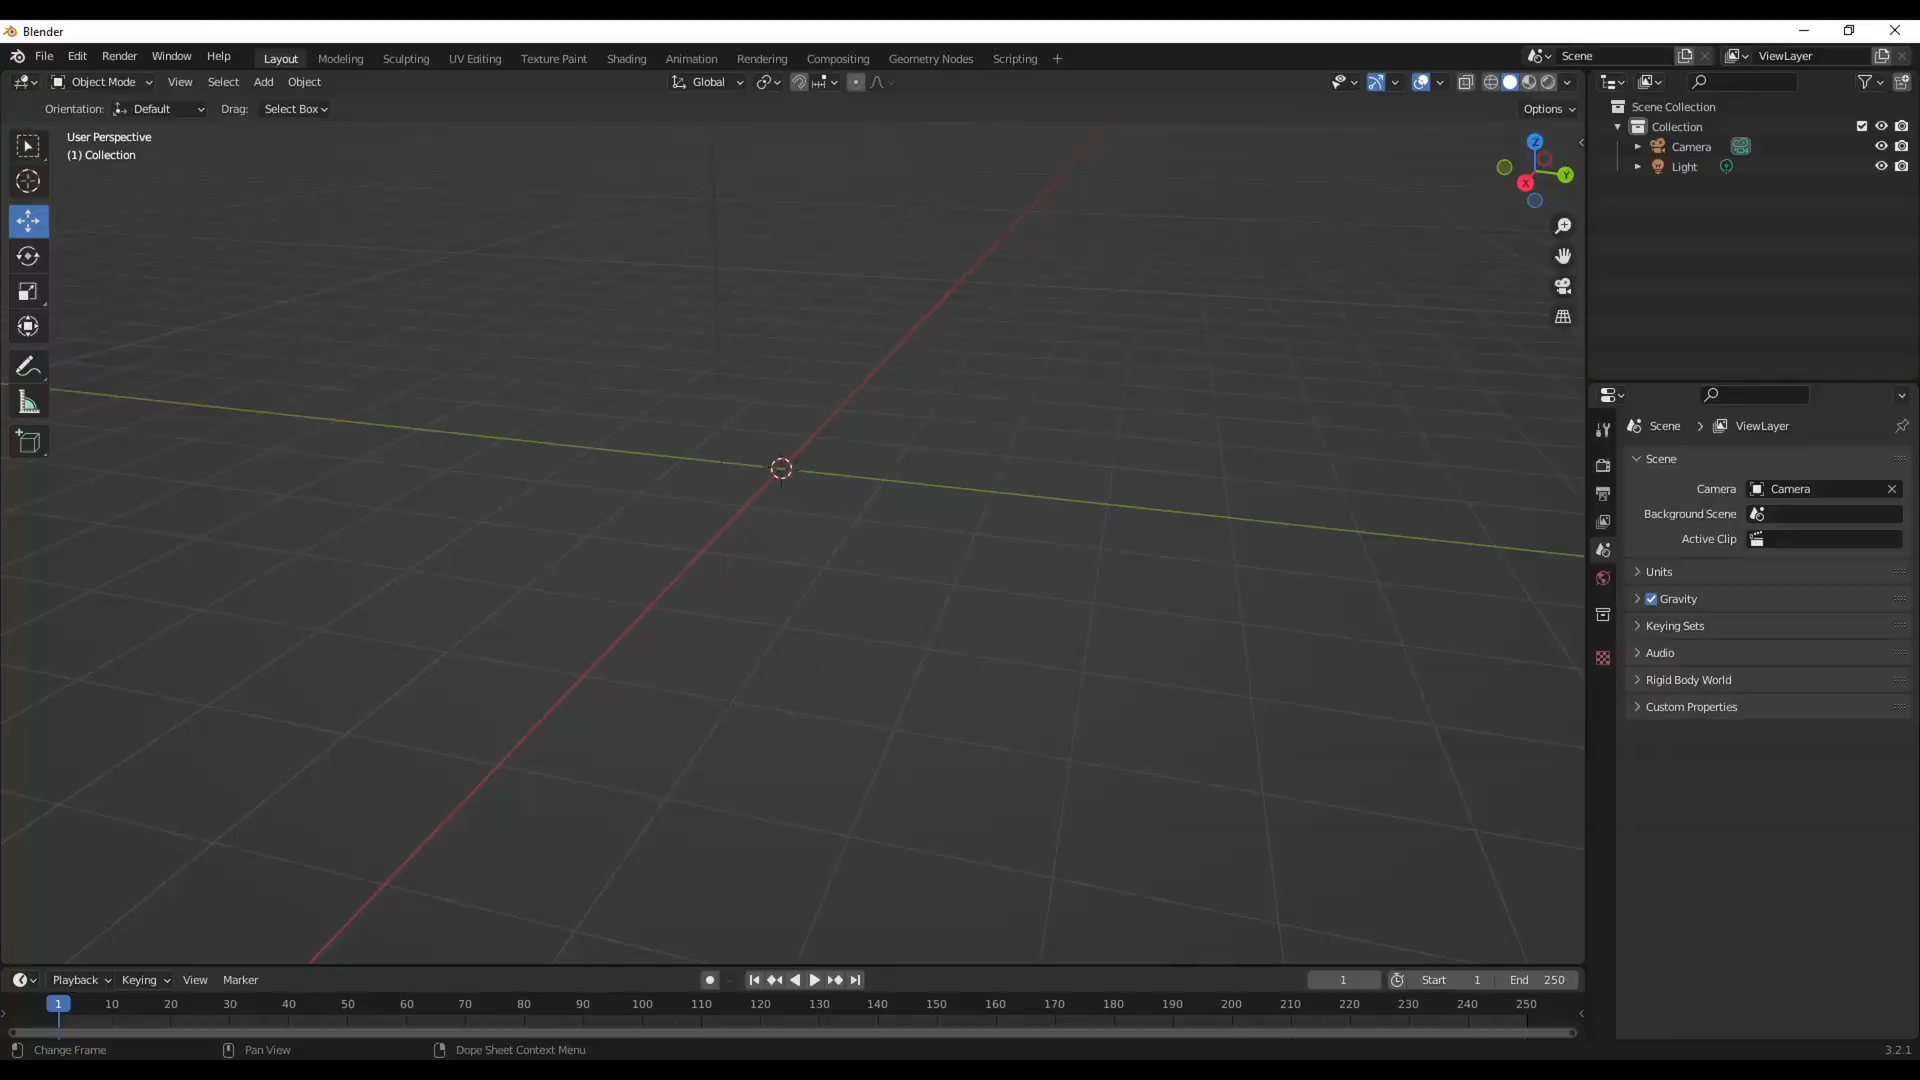 Blender
File Edit Render Window Help Layout Modeling Sculpting UV Editing Texture Paint Shading Animation Rendering Compositing Geometry Nodes Scripting + Scene ViewLayer
Object Mode View Select Add Object Global
Orientation: Default Drag: Select Box Options
User Perspective
(1) Collection
Z
Y
X
Scene Collection
Collection
Camera
Light
Scene ViewLayer
Scene
Camera Camera
Background Scene
Active Clip
Units
Gravity
Keying Sets
Audio
Rigid Body World
Custom Properties
Playback Keying View Marker 1 Start 1 End 250
1 10 20 30 40 50 60 70 80 90 100 110 120 130 140 150 160 170 180 190 200 210 220 230 240 250
Change Frame Pan View Dope Sheet Context Menu 3.2.1